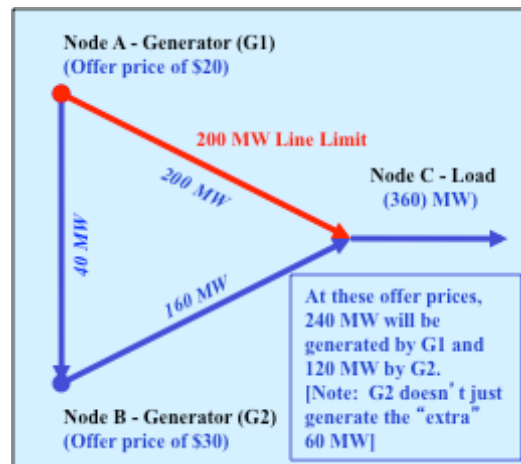 Node A - Generator (G1)
(Offer price of $20)
200 MW Line Limit
200 MW
Node C - Load
(360) MW)
40 MW
160 MW
At these offer prices,
240 MW will be
generated by G1 and
120 MW by G2.
[Note: G2 doesn't just
generate the "extra"
60 MW]
Node B - Generator (G2)
(Offer price of $30)